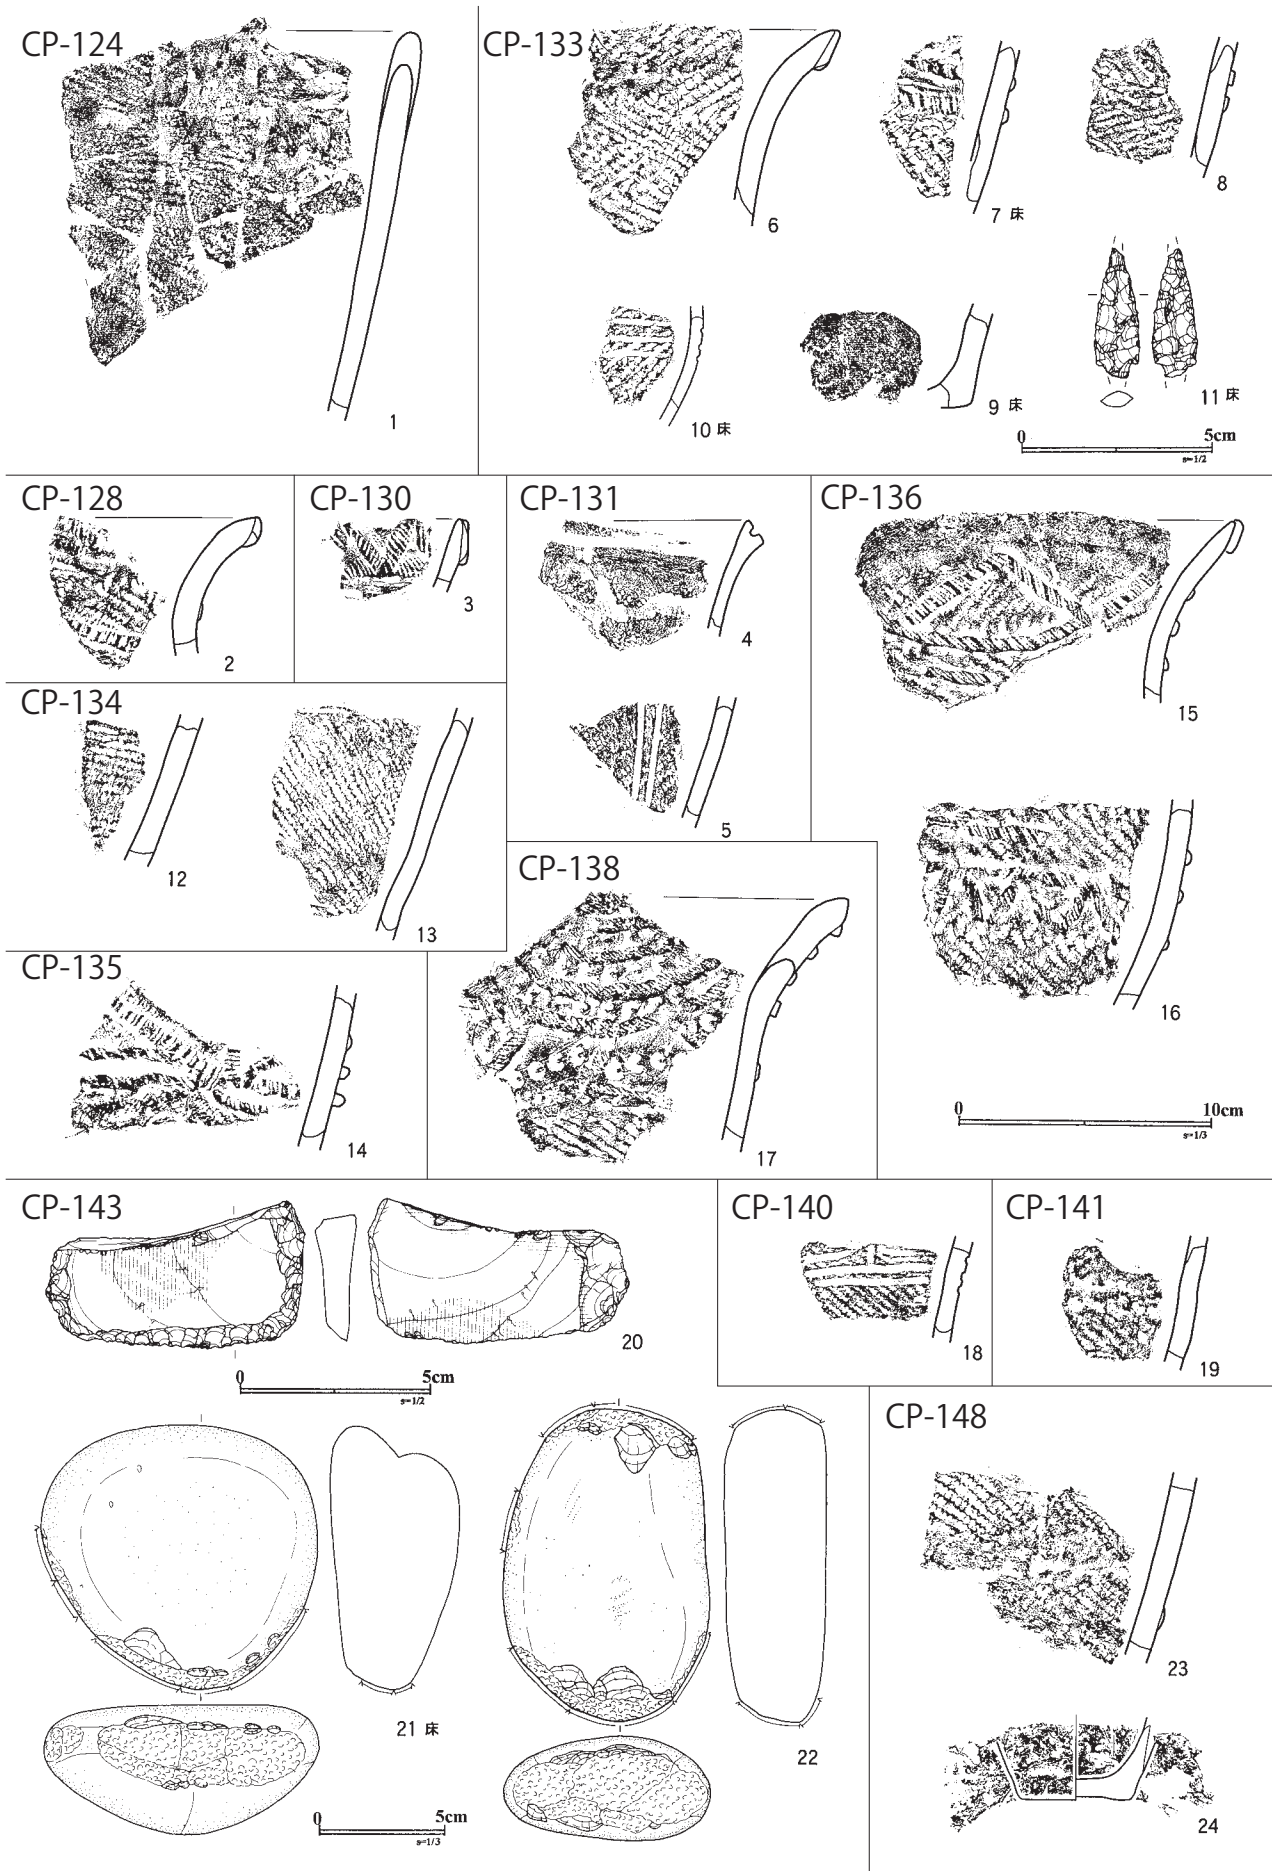 CP-124
1
CP-133
6
7 床
8
10 床
9 床
11 床
0 5cm
s=1/2
CP-128
2
CP-130
3
CP-131
4
5
CP-136
15
16
CP-134
12
13
CP-135
14
CP-138
17
0 10cm
s=1/3
CP-143
20
0 5cm
s=1/2
21 床
22
0 5cm
s=1/3
CP-140
18
CP-141
19
CP-148
23
24